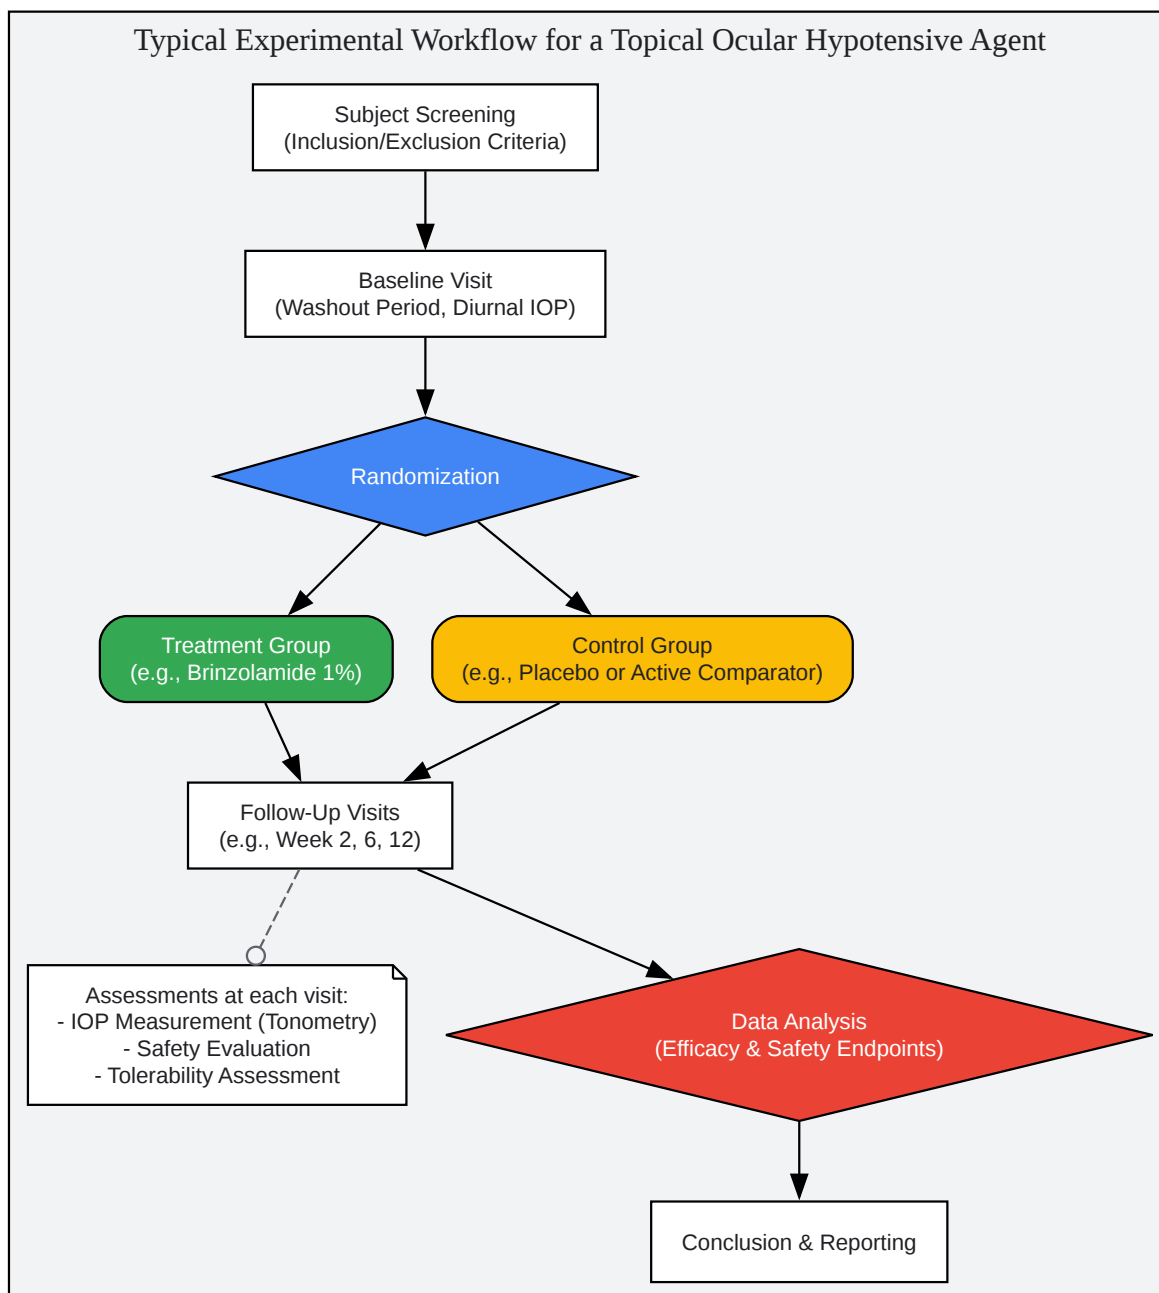 Typical Experimental Workflow for a Topical Ocular Hypotensive Agent
Subject Screening
(Inclusion/Exclusion Criteria)
Baseline Visit
(Washout Period, Diurnal IOP)
Randomization
Treatment Group
(e.g., Brinzolamide 1%)
Control Group
(e.g., Placebo or Active Comparator)
Follow-Up Visits
(e.g., Week 2, 6, 12)
Assessments at each visit:
- IOP Measurement (Tonometry)
- Safety Evaluation
- Tolerability Assessment
Data Analysis
(Efficacy & Safety Endpoints)
Conclusion & Reporting